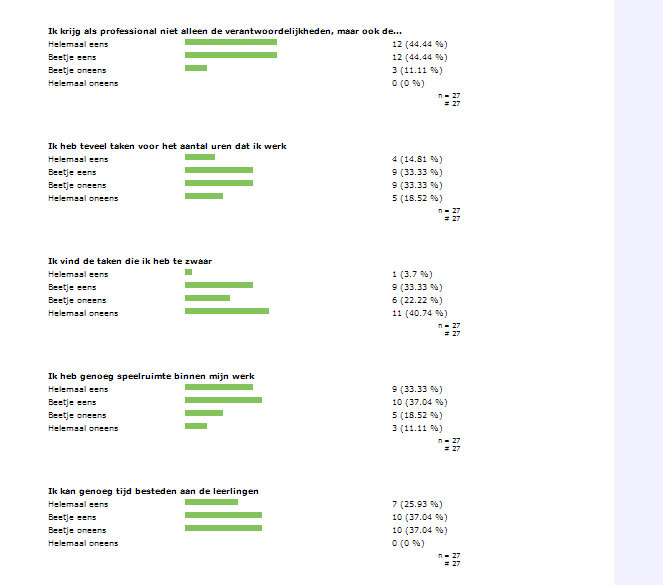 Ik krijg als professional niet alleen de verantwoordelijkheden, maar ook de...
Helemaal eens 12 (44.44 %)
Beetje eens 12 (44.44 %)
Beetje oneens 3 (11.11 %)
Helemaal oneens 0 (0 %)
n = 27
# 27
Ik heb teveel taken voor het aantal uren dat ik werk
Helemaal eens 4 (14.81 %)
Beetje eens 9 (33.33 %)
Beetje oneens 9 (33.33 %)
Helemaal oneens 5 (18.52 %)
n = 27
# 27
Ik vind de taken die ik heb te zwaar
Helemaal eens 1 (3.7 %)
Beetje eens 9 (33.33 %)
Beetje oneens 6 (22.22 %)
Helemaal oneens 11 (40.74 %)
n = 27
# 27
Ik heb genoeg speelruimte binnen mijn werk
Helemaal eens 9 (33.33 %)
Beetje eens 10 (37.04 %)
Beetje oneens 5 (18.52 %)
Helemaal oneens 3 (11.11 %)
n = 27
# 27
Ik kan genoeg tijd besteden aan de leerlingen
Helemaal eens 7 (25.93 %)
Beetje eens 10 (37.04 %)
Beetje oneens 10 (37.04 %)
Helemaal oneens 0 (0 %)
n = 27
# 27